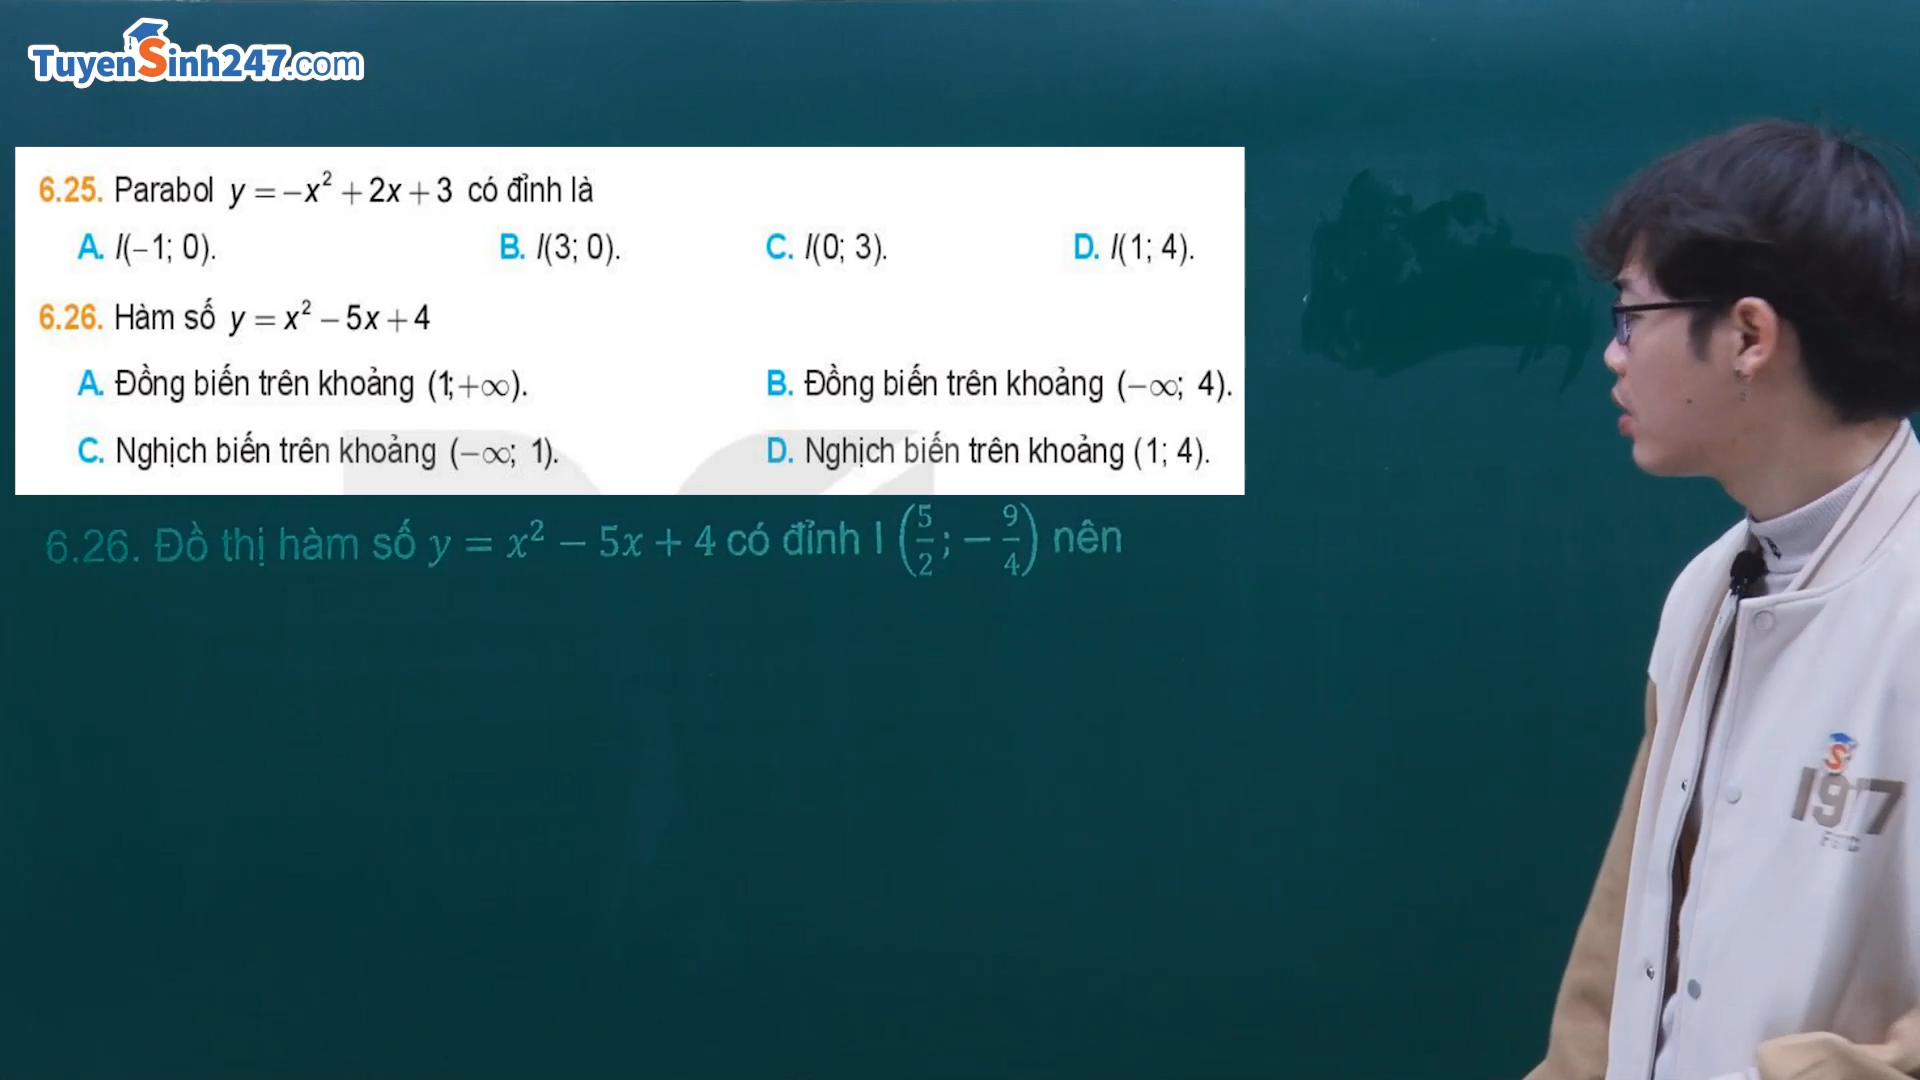 TuyenSinh247.com
6.25. Parabol y = −x² + 2x + 3 có đỉnh là
A. I(−1; 0). B. I(3; 0). C. I(0; 3). D. I(1; 4).
6.26. Hàm số y = x² − 5x + 4
A. Đồng biến trên khoảng (1;+∞). B. Đồng biến trên khoảng (−∞; 4).
C. Nghịch biến trên khoảng (−∞; 1). D. Nghịch biến trên khoảng (1; 4).
6.26. Đồ thị hàm số y = x² − 5x + 4 có đỉnh I (5/2; −9/4) nên
S
1917